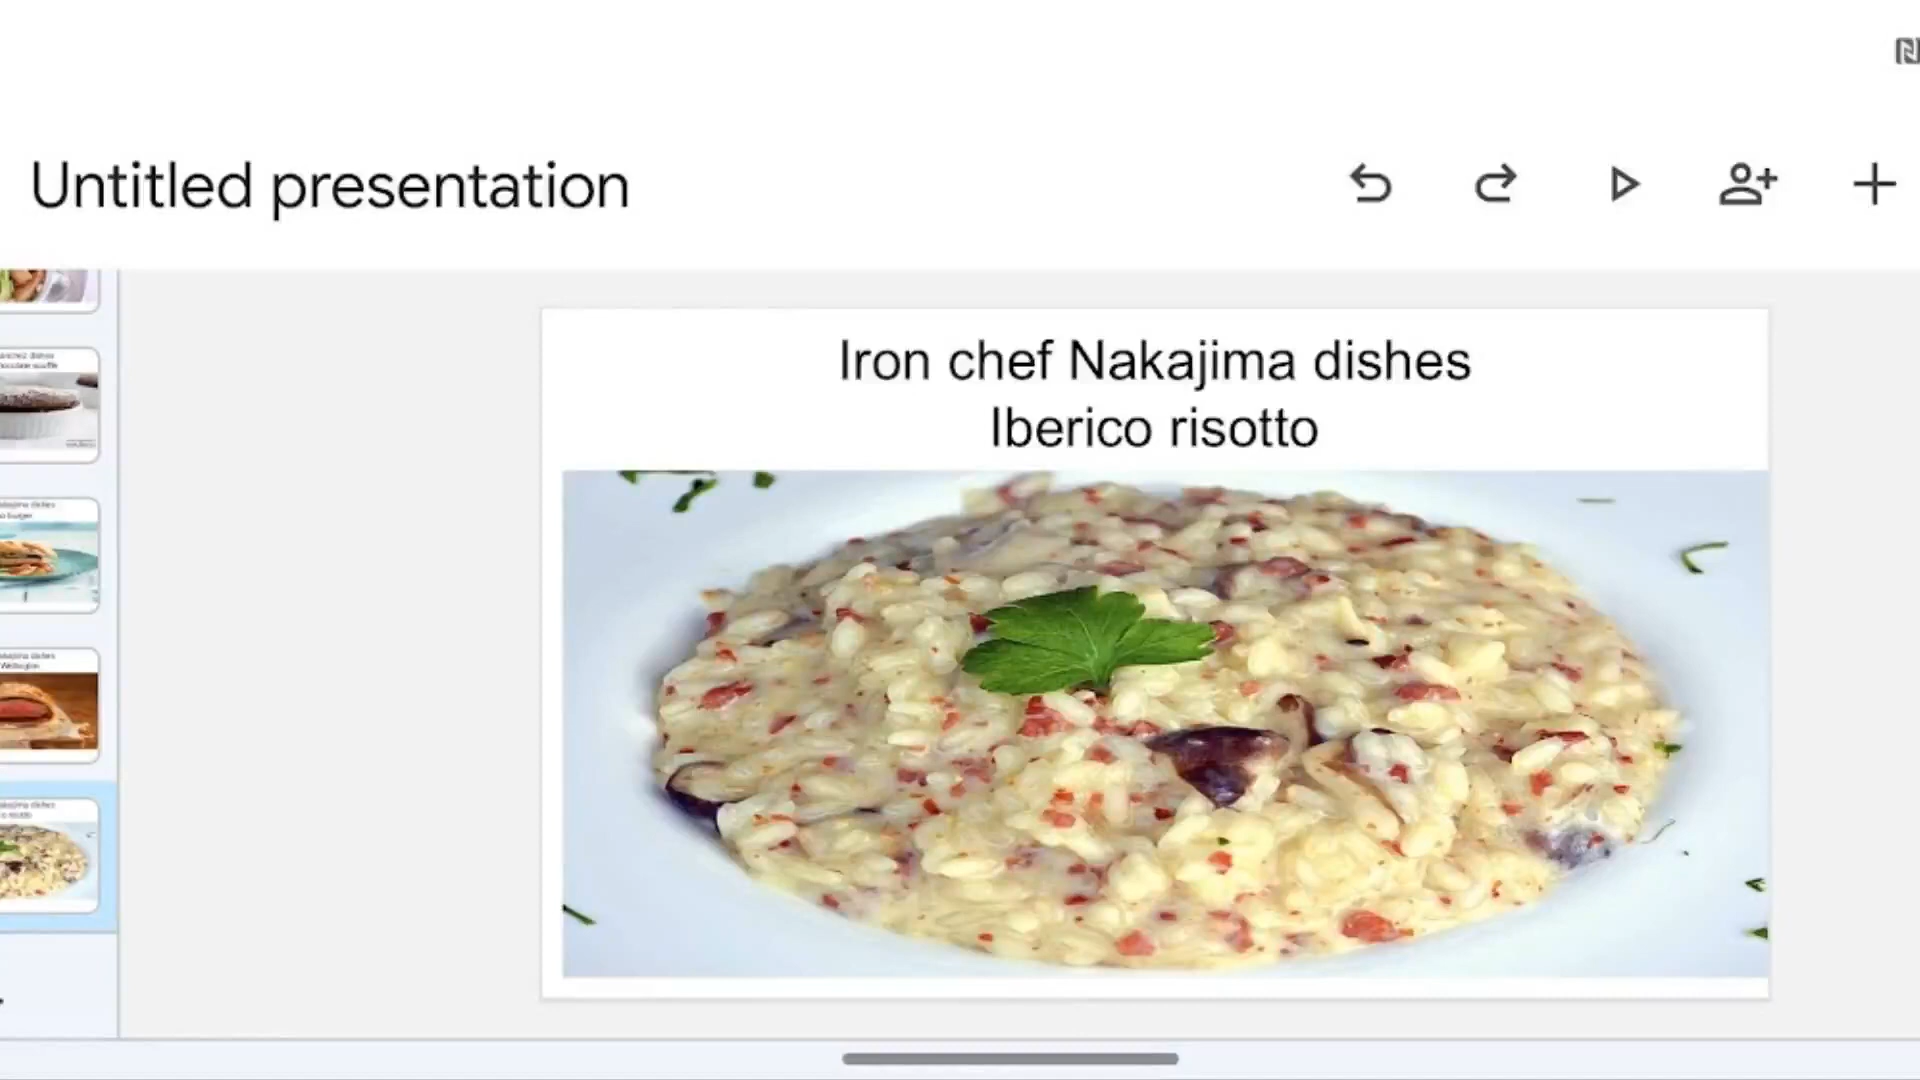 Untitled presentation
Iron chef Nakajima dishes
Iberico risotto